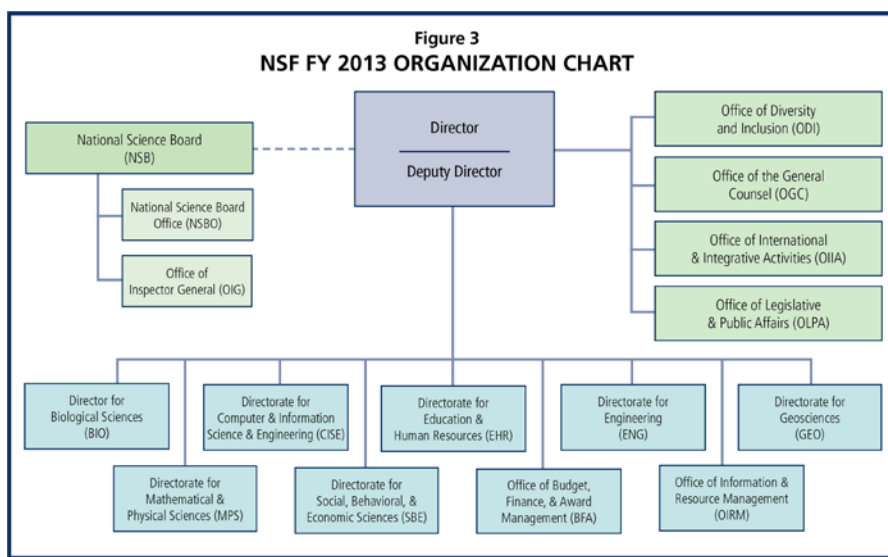 Figure 3
NSF FY 2013 ORGANIZATION CHART
National Science Board
(NSB)
National Science Board
Office (NSBO)
Office of
Inspector General (OIG)
Director
Deputy Director
Office of Diversity
and Inclusion (ODI)
Office of the General
Counsel (OGC)
Office of International
& Integrative Activities (OIIA)
Office of Legislative
& Public Affairs (OLPA)
Director for
Biological Sciences
(BIO)
Directorate for
Computer & Information
Science & Engineering (CISE)
Directorate for
Education &
Human Resources (EHR)
Directorate for
Engineering
(ENG)
Directorate for
Geosciences
(GEO)
Directorate for
Mathematical &
Physical Sciences (MPS)
Directorate for
Social, Behavioral, &
Economic Sciences (SBE)
Office of Budget,
Finance, & Award
Management (BFA)
Office of Information &
Resource Management
(OIRM)